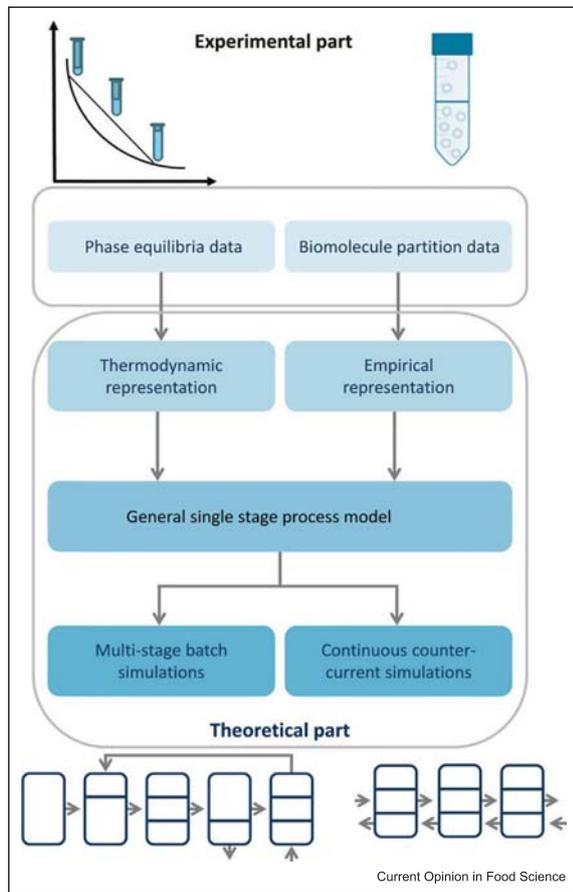 Experimental part
Phase equilibria data
Biomolecule partition data
Thermodynamic
representation
Empirical
representation
General single stage process model
Multi-stage batch
simulations
Continuous counter-
current simulations
Theoretical part
Current Opinion in Food Science